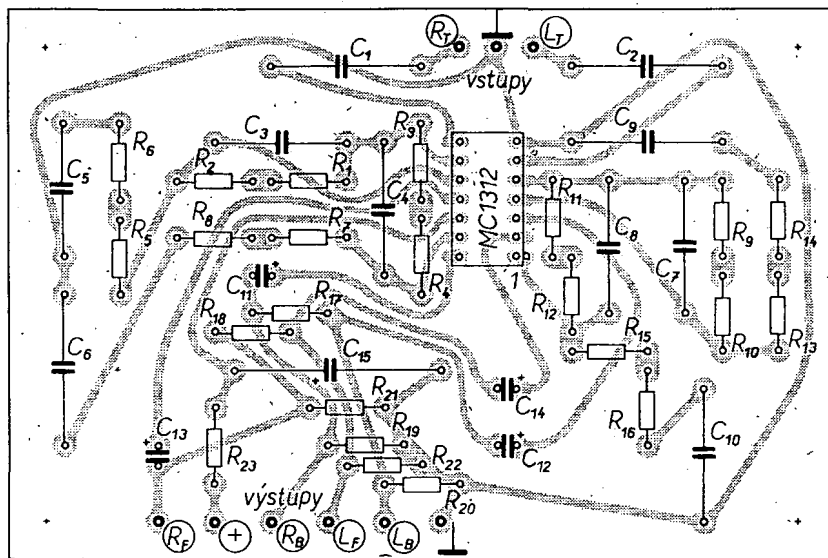 R_T L_T
C_1 vstupy C_2
R_6 C_3 R_3 C_9
R_2 R_1
C_5 C_4 MC1312 R_11 R_14
R_5 R_8 R_7 C_8 R_9
C_7
C_11 R_4 1
R_18 R_17 R_12
C_6 C_15 R_15 R_10 R_13
R_21 C_14
C_13 R_19 R_16 C_10
R_23 R_22 C_12
výstupy R_20
R_F + R_B L_F L_B